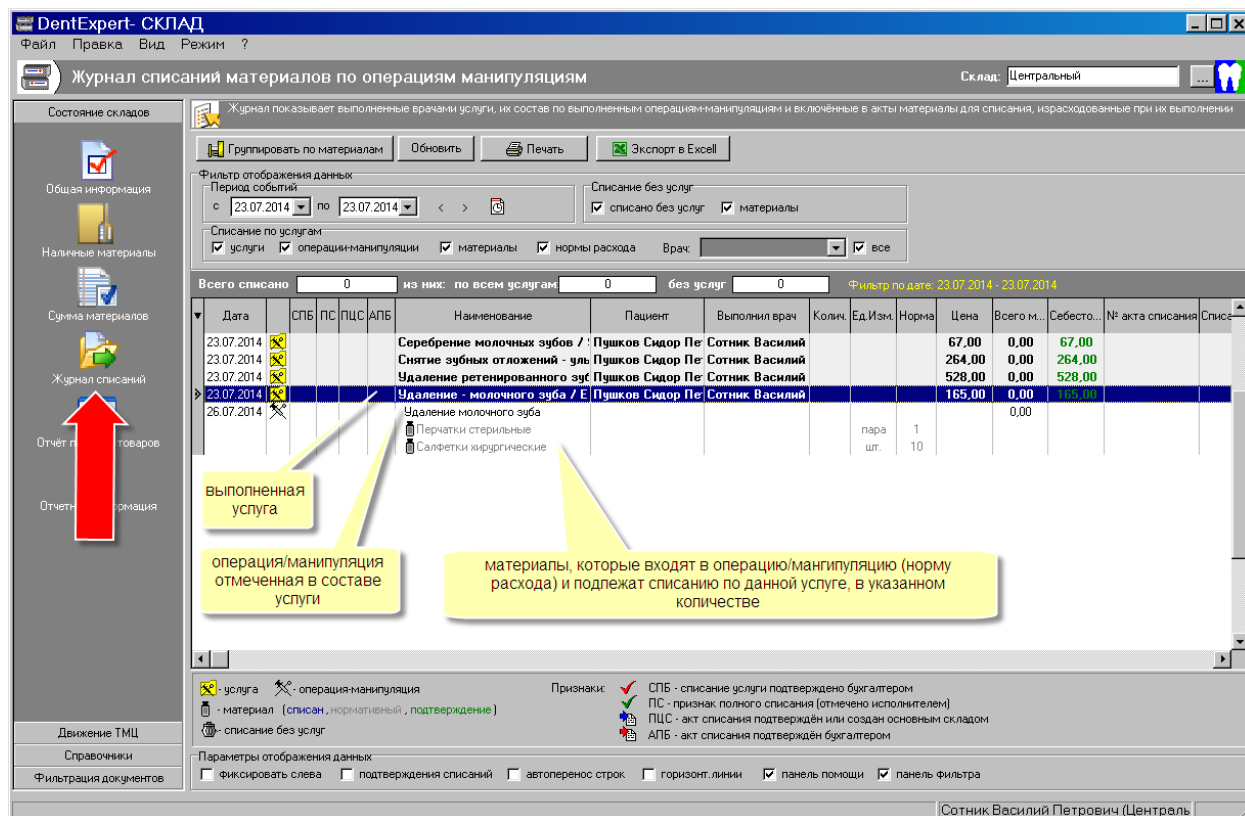 DentExpert- СКЛАД
Файл Правка Вид Режим ?
Журнал списаний материалов по операциям манипуляциям
Склад: Центральный ...
Состояние складов
Общая информация
Наличные материалы
Сумма материалов
Журнал списаний
Отчёт товаров
Движение ТМЦ
Справочники
Фильтрация документов
Журнал показывает выполненные врачами услуги, их состав по выполненным операциям-манипуляциям и включённые в акты материалы для списания, израсходованные при их выполнении
Группировать по материалам Обновить Печать Экспорт в Excell
Фильтр отображения данных
Период событий
с 23.07.2014 по 23.07.2014 < >
Списание без услуг
списано без услуг материалы
Списание по услугам
услуги операции-манипуляции материалы нормы расхода Врач: все
Всего списано 0 из них: по всем услугам: 0 без услуг 0 Фильтр по дате: 23.07.2014 - 23.07.2014
Дата СПБ ПС ПЦС АПБ Наименование Пациент Выполнил врач Колич. Ед.Изм. Норма Цена Всего м... Себесто... № акта списания Списа
23.07.2014 Серебрение молочных зубов / Пушков Сидор Пе Сотник Василий 67,00 0,00 67,00
23.07.2014 Снятие зубных отложений - уль Пушков Сидор Пе Сотник Василий 264,00 0,00 264,00
23.07.2014 Удаление ретенированного зуб Пушков Сидор Пе Сотник Василий 528,00 0,00 528,00
23.07.2014 Удаление - молочного зуба / Е Пушков Сидор Пе Сотник Василий 165,00 0,00 165,00
26.07.2014 Удаление молочного зуба 0,00
Перчатки стерильные пара 1
Салфетки хирургические шт. 10
выполненная
услуга
операция/манипуляция
отмеченная в составе
услуги
материалы, которые входят в операцию/мангипуляцию (норму
расхода) и подлежат списанию по данной услуге, в указанном
количестве
- услуга - операция-манипуляция
- материал (списан, нормативный, подтверждение)
- списание без услуг
Признаки: СПБ - списание услуги подтверждено бухгалтером
ПС - признак полного списания (отмечено исполнителем)
ПЦС - акт списания подтверждён или создан основным складом
АПБ - акт списания подтверждён бухгалтером
Параметры отображения данных
фиксировать слева подтверждения списаний автоперенос строк горизонт.линии панель помощи панель фильтра
Сотник Василий Петрович (Централь